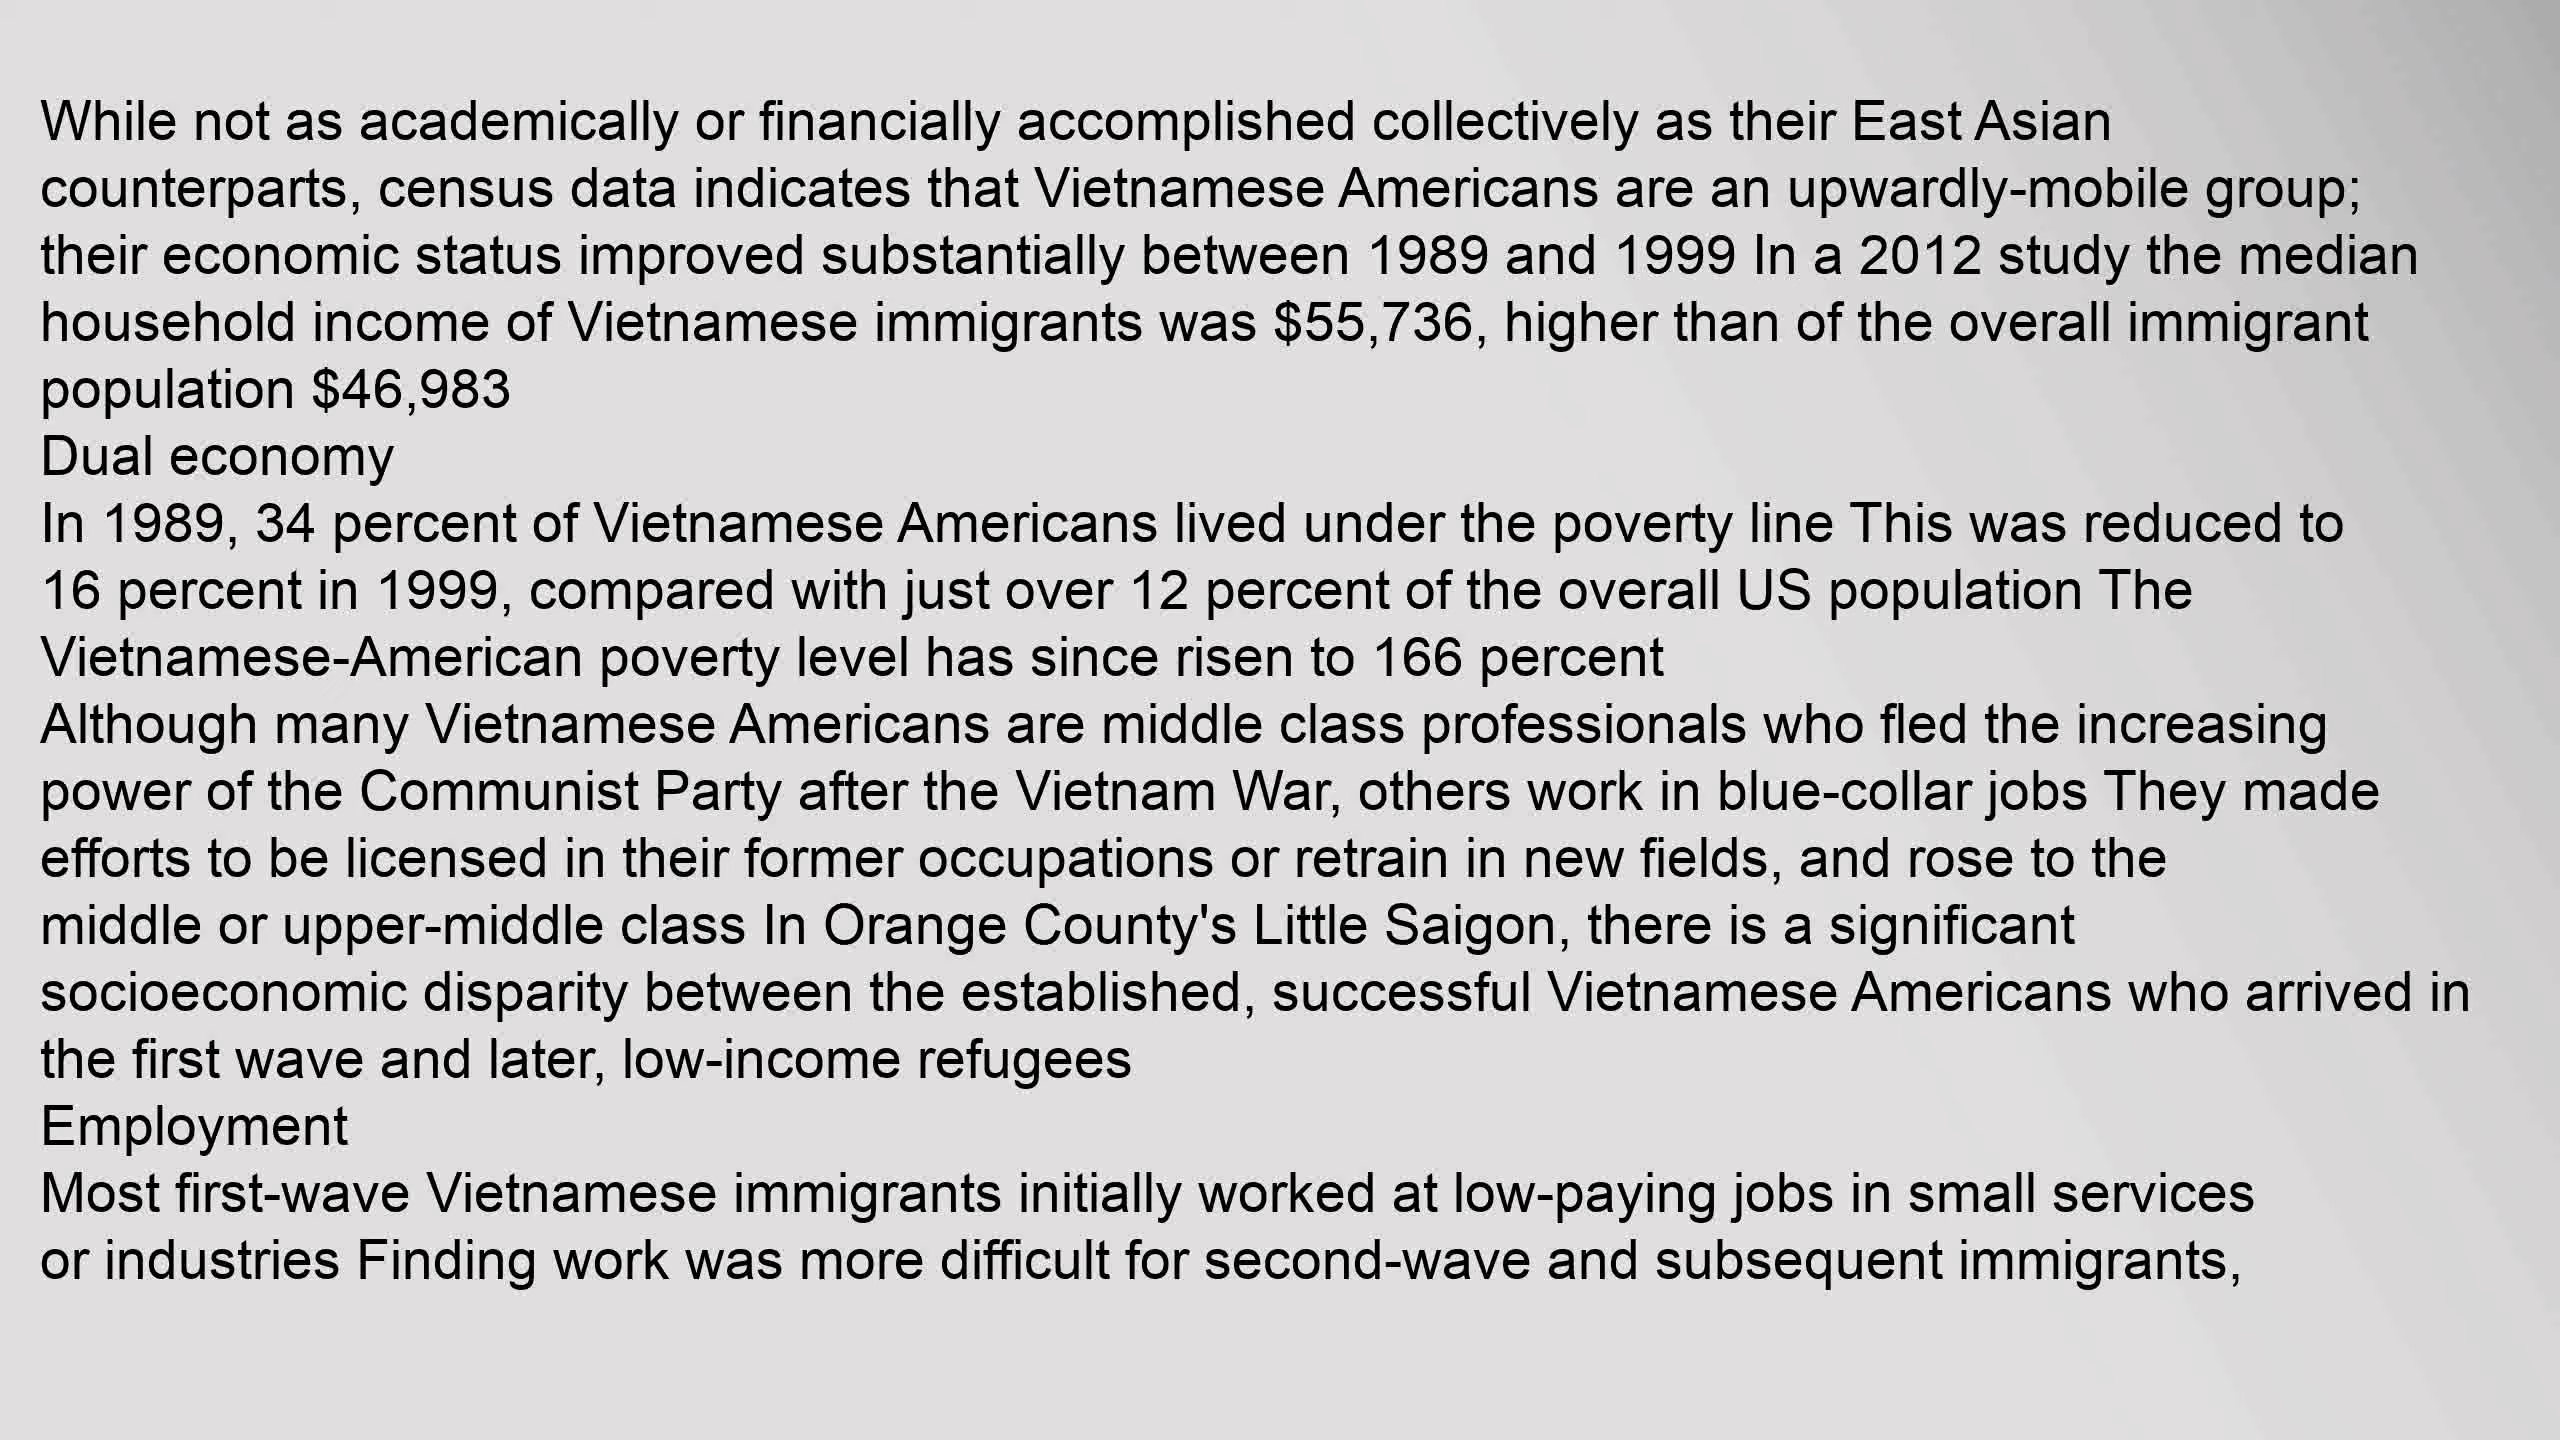 While not as academically or financially accomplished collectively as their East Asian
counterparts, census data indicates that Vietnamese Americans are an upwardly-mobile group;
their economic status improved substantially between 1989 and 1999 In a 2012 study the median
household income of Vietnamese immigrants was $55,736, higher than of the overall immigrant
population $46,983
Dual economy
In 1989, 34 percent of Vietnamese Americans lived under the poverty line This was reduced to
16 percent in 1999, compared with just over 12 percent of the overall US population The
Vietnamese-American poverty level has since risen to 166 percent
Although many Vietnamese Americans are middle class professionals who fled the increasing
power of the Communist Party after the Vietnam War, others work in blue-collar jobs They made
efforts to be licensed in their former occupations or retrain in new fields, and rose to the
middle or upper-middle class In Orange County's Little Saigon, there is a significant
socioeconomic disparity between the established, successful Vietnamese Americans who arrived in
the first wave and later, low-income refugees
Employment
Most first-wave Vietnamese immigrants initially worked at low-paying jobs in small services
or industries Finding work was more difficult for second-wave and subsequent immigrants,